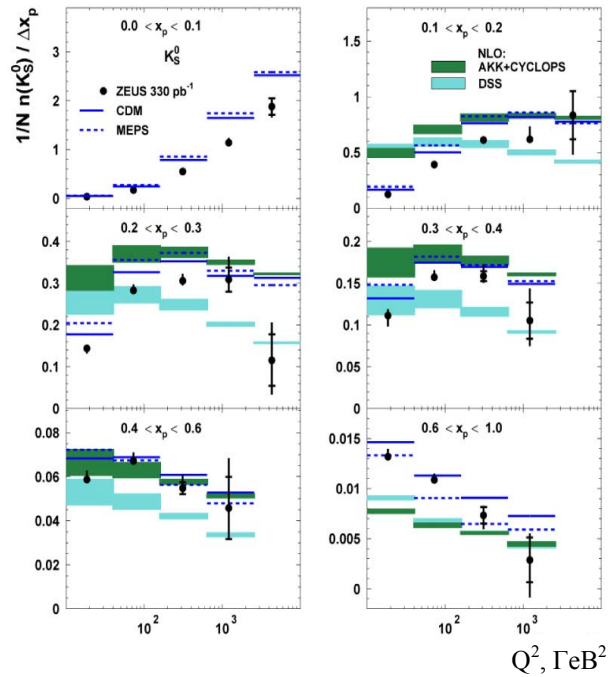 0.0 < xₚ < 0.1
K⁰_S
ZEUS 330 pb⁻¹
CDM
MEPS
0
1
2
3
0.1 < xₚ < 0.2
NLO:
AKK+CYCLOPS
DSS
0
0.5
1
1.5
1/N n(K⁰_S) / Δxₚ
0.2 < xₚ < 0.3
0
0.1
0.2
0.3
0.4
0.3 < xₚ < 0.4
0
0.05
0.1
0.15
0.2
0.4 < xₚ < 0.6
0
0.02
0.04
0.06
0.08
10²
10³
0.6 < xₚ < 1.0
0
0.005
0.01
0.015
10²
10³
Q², ГеВ²